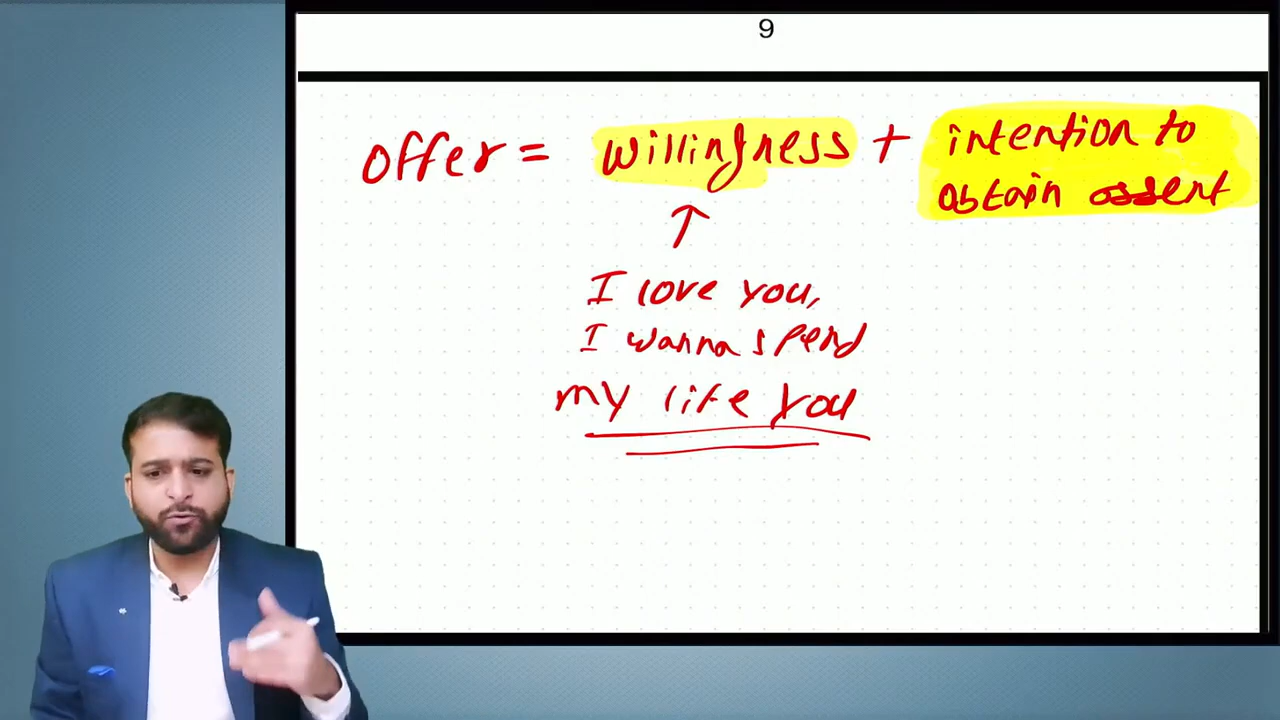 9
offer = willingness + intention to
obtain assent
↑
I love you,
I wanna spend
my life you